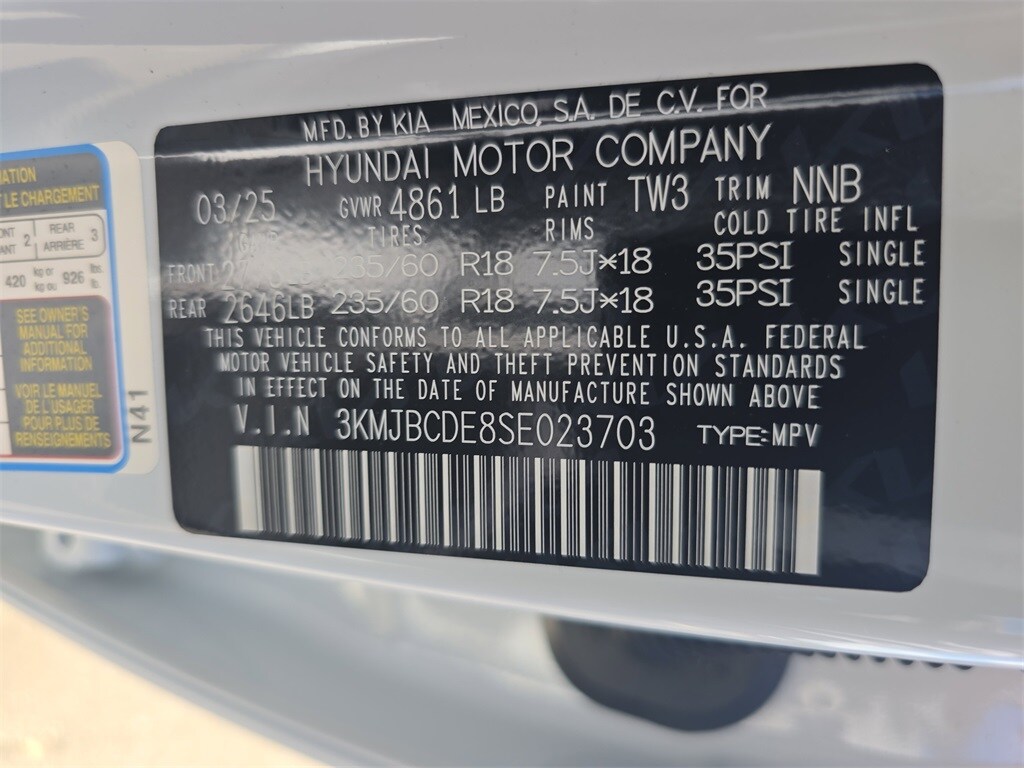 MFD. BY KIA MEXICO, S.A. DE C.V. FOR
HYUNDAI MOTOR COMPANY
03/25 GVWR 4861 LB PAINT TW3 TRIM NNB
TIRES RIMS COLD TIRE INFL
FRONT 235/60 R18 7.5J×18 35PSI SINGLE
REAR 2646LB 235/60 R18 7.5J×18 35PSI SINGLE
THIS VEHICLE CONFORMS TO ALL APPLICABLE U.S.A. FEDERAL
MOTOR VEHICLE SAFETY AND THEFT PREVENTION STANDARDS
IN EFFECT ON THE DATE OF MANUFACTURE SHOWN ABOVE
V.I.N 3KMJBCDE8SE023703 TYPE:MPV
LE CHARGEMENT
2 REAR
ARRIÈRE 3
420 kg or
ou 926 lb.
SEE OWNER'S
MANUAL FOR
ADDITIONAL
INFORMATION
VOIR LE MANUEL
DE L'USAGER
POUR PLUS DE
RENSEIGNEMENTS
N41